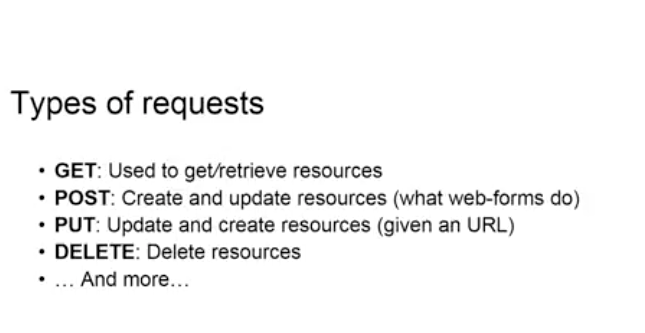 Types of requests
• GET: Used to get/retrieve resources
• POST: Create and update resources (what web-forms do)
• PUT: Update and create resources (given an URL)
• DELETE: Delete resources
• … And more…